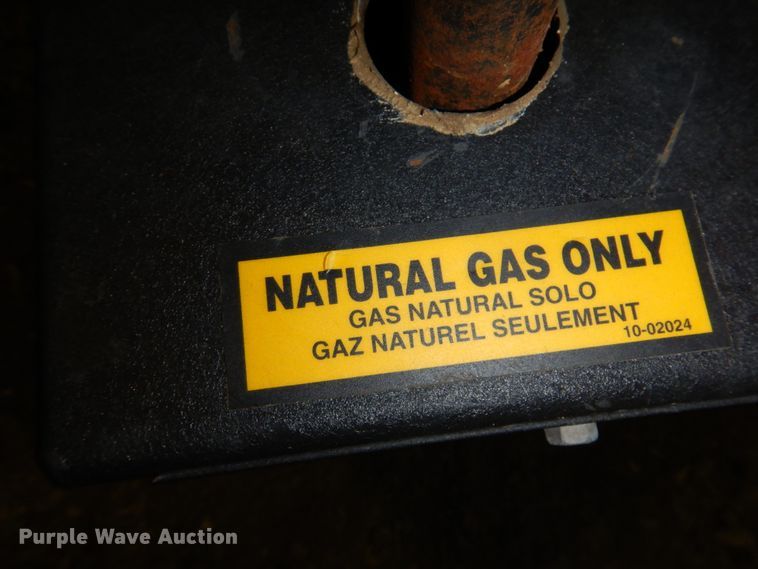 NATURAL GAS ONLY
GAS NATURAL SOLO
GAZ NATUREL SEULEMENT
10-02024
Purple Wave Auction